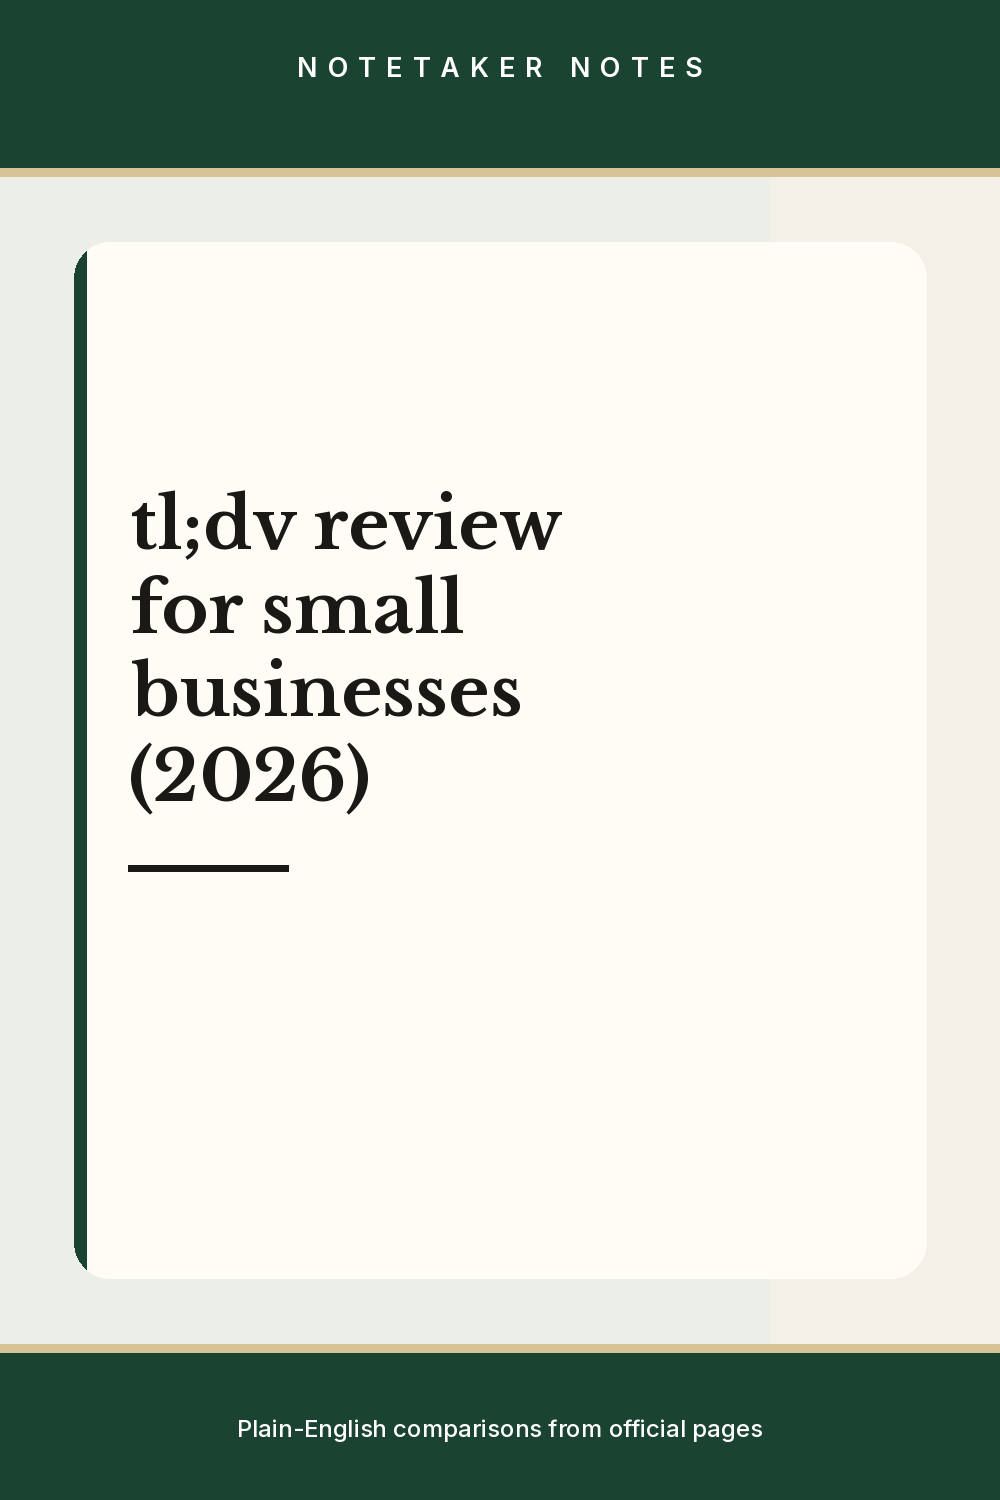 NOTETAKER NOTES
tl;dv review
for small
businesses
(2026)
Plain-English comparisons from official pages